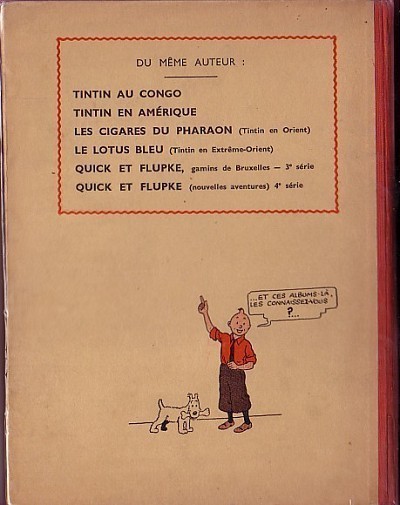 DU MÊME AUTEUR :
TINTIN AU CONGO
TINTIN EN AMÉRIQUE
LES CIGARES DU PHARAON (Tintin en Orient)
LE LOTUS BLEU (Tintin en Extrême-Orient)
QUICK ET FLUPKE, gamins de Bruxelles — 3e série
QUICK ET FLUPKE (nouvelles aventures) 4e série
...ET CES ALBUMS-LÀ,
LES CONNAISSEZ-VOUS
?...